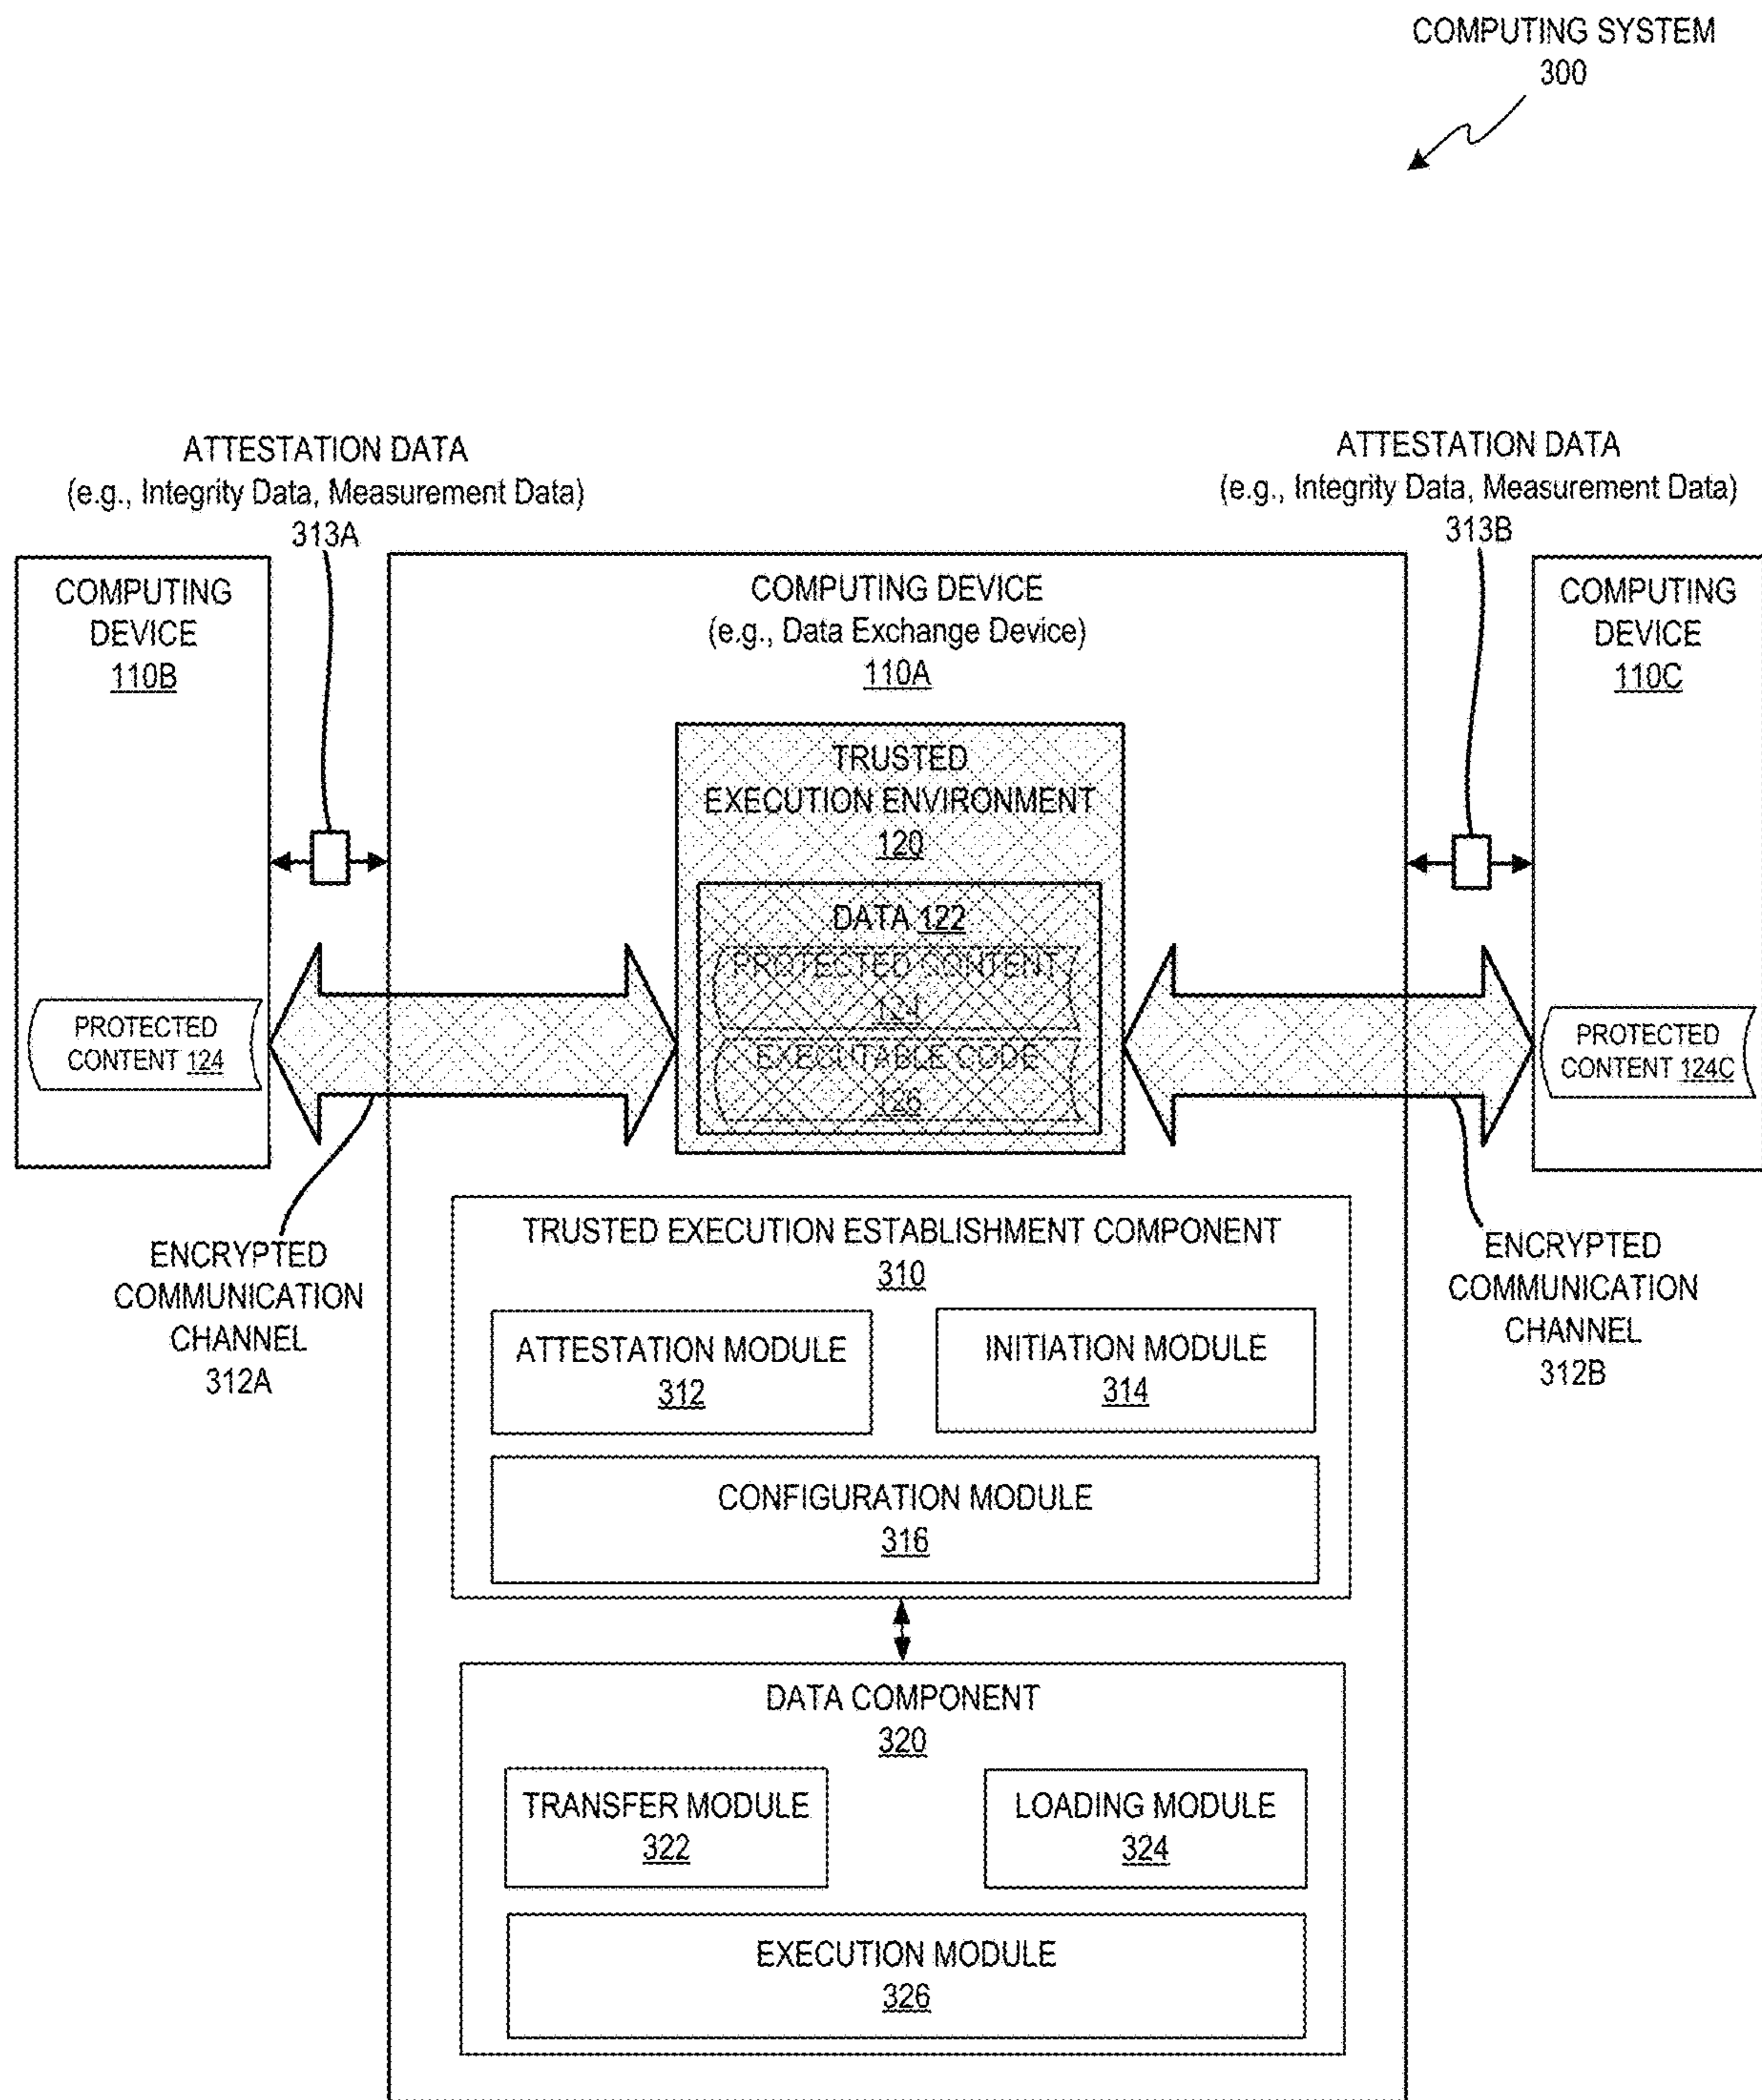 COMPUTING SYSTEM
300
ATTESTATION DATA
(e.g., Integrity Data, Measurement Data)
313A
ATTESTATION DATA
(e.g., Integrity Data, Measurement Data)
313B
COMPUTING
DEVICE
110B
COMPUTING DEVICE
(e.g., Data Exchange Device)
110A
COMPUTING
DEVICE
110C
TRUSTED
EXECUTION ENVIRONMENT
120
DATA 122
PROTECTED CONTENT
124
EXECUTABLE CODE
126
PROTECTED
CONTENT 124
PROTECTED
CONTENT 124C
ENCRYPTED
COMMUNICATION
CHANNEL
312A
ENCRYPTED
COMMUNICATION
CHANNEL
312B
TRUSTED EXECUTION ESTABLISHMENT COMPONENT
310
ATTESTATION MODULE
312
INITIATION MODULE
314
CONFIGURATION MODULE
316
DATA COMPONENT
320
TRANSFER MODULE
322
LOADING MODULE
324
EXECUTION MODULE
326